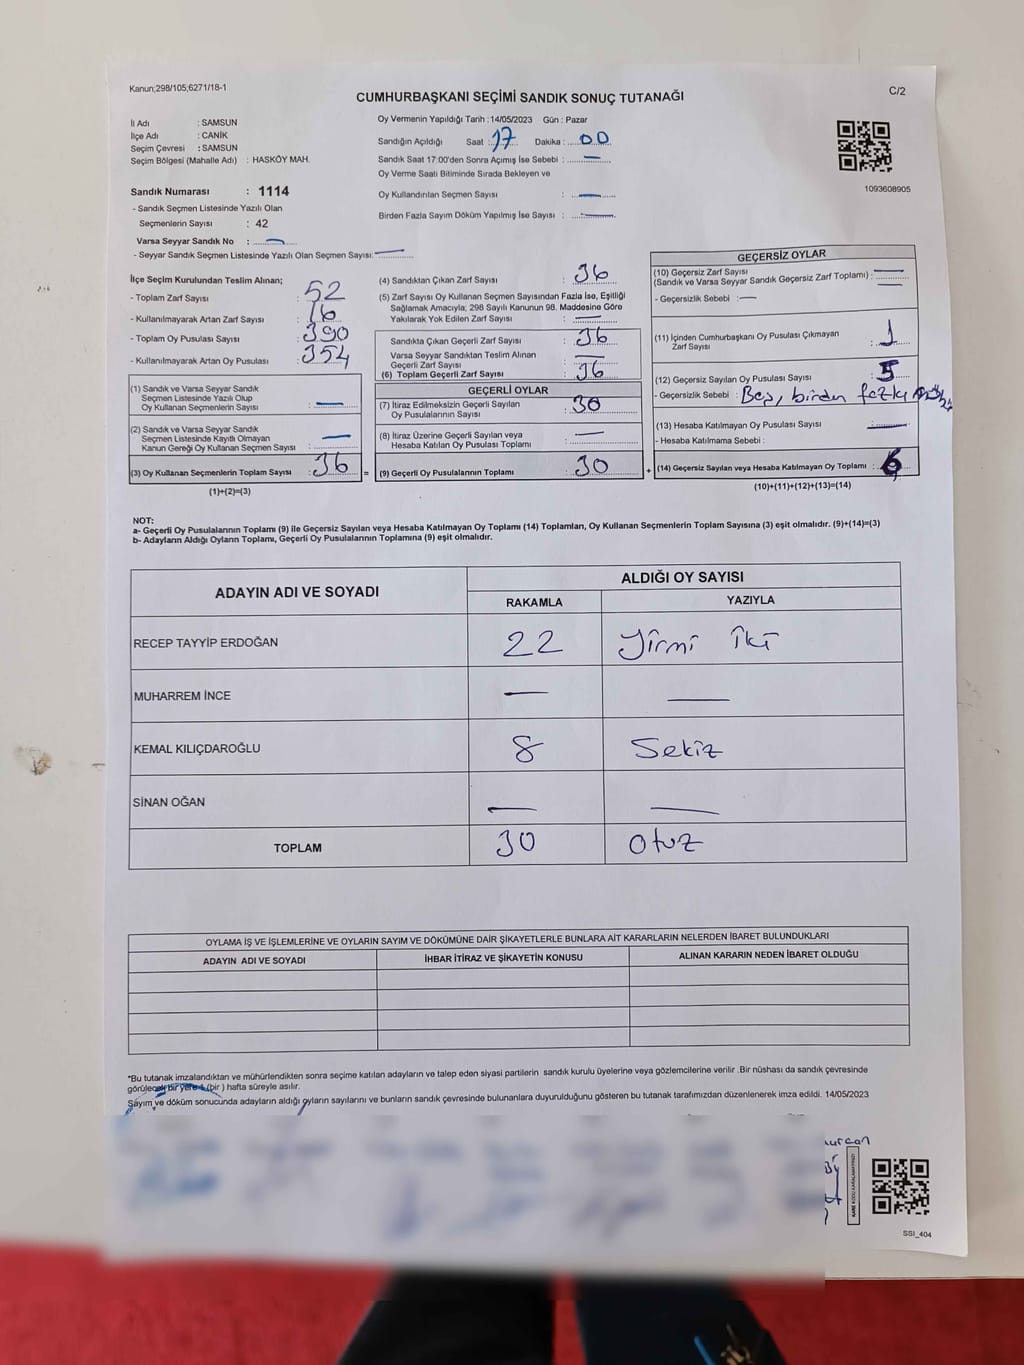 Kanun;298/105;6271/18-1
CUMHURBAŞKANI SEÇİMİ SANDIK SONUÇ TUTANAĞI
C/2
İl Adı : SAMSUN
İlçe Adı : CANİK
Seçim Çevresi : SAMSUN
Seçim Bölgesi (Mahalle Adı) : HASKÖY MAH.
Sandık Numarası : 1114
- Sandık Seçmen Listesinde Yazılı Olan
Seçmenlerin Sayısı : 42
Varsa Seyyar Sandık No : —
- Seyyar Sandık Seçmen Listesinde Yazılı Olan Seçmen Sayısı: —
Oy Vermenin Yapıldığı Tarih : 14/05/2023 Gün : Pazar
Sandığın Açıldığı Saat : 17 Dakika : 00
Sandık Saat 17:00'den Sonra Açımış İse Sebebi : —
Oy Verme Saati Bitiminde Sırada Bekleyen ve
Oy Kullandırılan Seçmen Sayısı : —
Birden Fazla Sayım Döküm Yapılmış İse Sayısı : —
1093608905
İlçe Seçim Kurulundan Teslim Alınan;
- Toplam Zarf Sayısı : 52
- Kullanılmayarak Artan Zarf Sayısı : 16
- Toplam Oy Pusulası Sayısı : 390
- Kullanılmayarak Artan Oy Pusulası : 354
(1) Sandık ve Varsa Seyyar Sandık
Seçmen Listesinde Yazılı Olup
Oy Kullanan Seçmenlerin Sayısı : —
(2) Sandık ve Varsa Seyyar Sandık
Seçmen Listesinde Kayıtlı Olmayan
Kanun Gereği Oy Kullanan Seçmen Sayısı : —
(3) Oy Kullanan Seçmenlerin Toplam Sayısı : 36 =
(1)+(2)=(3)
(4) Sandıktan Çıkan Zarf Sayısı : 36
(5) Zarf Sayısı Oy Kullanan Seçmen Sayısından Fazla İse, Eşitliği
Sağlamak Amacıyla; 298 Sayılı Kanunun 98. Maddesine Göre
Yakılarak Yok Edilen Zarf Sayısı : —
Sandıkta Çıkan Geçerli Zarf Sayısı : 36
Varsa Seyyar Sandıktan Teslim Alınan
Geçerli Zarf Sayısı : —
(6) Toplam Geçerli Zarf Sayısı : 36
GEÇERLİ OYLAR
(7) İtiraz Edilmeksizin Geçerli Sayılan
Oy Pusulalarının Sayısı : 30
(8) İtiraz Üzerine Geçerli Sayılan veya
Hesaba Katılan Oy Pusulası Toplamı : —
(9) Geçerli Oy Pusulalarının Toplamı : 30 +
GEÇERSİZ OYLAR
(10) Geçersiz Zarf Sayısı
(Sandık ve Varsa Seyyar Sandık Geçersiz Zarf Toplamı) : —
- Geçersizlik Sebebi : —
(11) İçinden Cumhurbaşkanı Oy Pusulası Çıkmayan
Zarf Sayısı : 1
(12) Geçersiz Sayılan Oy Pusulası Sayısı : 5
- Geçersizlik Sebebi : Beş, birden fazla
(13) Hesaba Katılmayan Oy Pusulası Sayısı : —
- Hesaba Katılmama Sebebi :
(14) Geçersiz Sayılan veya Hesaba Katılmayan Oy Toplamı : 6
(10)+(11)+(12)+(13)=(14)
NOT:
a- Geçerli Oy Pusulalarının Toplamı (9) ile Geçersiz Sayılan veya Hesaba Katılmayan Oy Toplamı (14) Toplamları, Oy Kullanan Seçmenlerin Toplam Sayısına (3) eşit olmalıdır. (9)+(14)=(3)
b- Adayların Aldığı Oyların Toplamı, Geçerli Oy Pusulalarının Toplamına (9) eşit olmalıdır.
ADAYIN ADI VE SOYADI
ALDIĞI OY SAYISI
RAKAMLA YAZIYLA
RECEP TAYYİP ERDOĞAN 22 Yirmi İki
MUHARREM İNCE — —
KEMAL KILIÇDAROĞLU 8 Sekiz
SİNAN OĞAN — —
TOPLAM 30 Otuz
OYLAMA İŞ VE İŞLEMLERİNE VE OYLARIN SAYIM VE DÖKÜMÜNE DAİR ŞİKAYETLERLE BUNLARA AİT KARARLARIN NELERDEN İBARET BULUNDUKLARI
ADAYIN ADI VE SOYADI İHBAR İTİRAZ VE ŞİKAYETİN KONUSU ALINAN KARARIN NEDEN İBARET OLDUĞU
*Bu tutanak imzalandıktan ve mühürlendikten sonra seçime katılan adayların ve talep eden siyasi partilerin sandık kurulu üyelerine veya gözlemcilerine verilir .Bir nüshası da sandık çevresinde
görülecek bir yere 1 (bir ) hafta süreyle asılır.
Sayım ve döküm sonucunda adayların aldığı oyların sayılarını ve bunların sandık çevresinde bulunanlara duyurulduğunu gösteren bu tutanak tarafımızdan düzenlenerek imza edildi. 14/05/2023
SSI_404